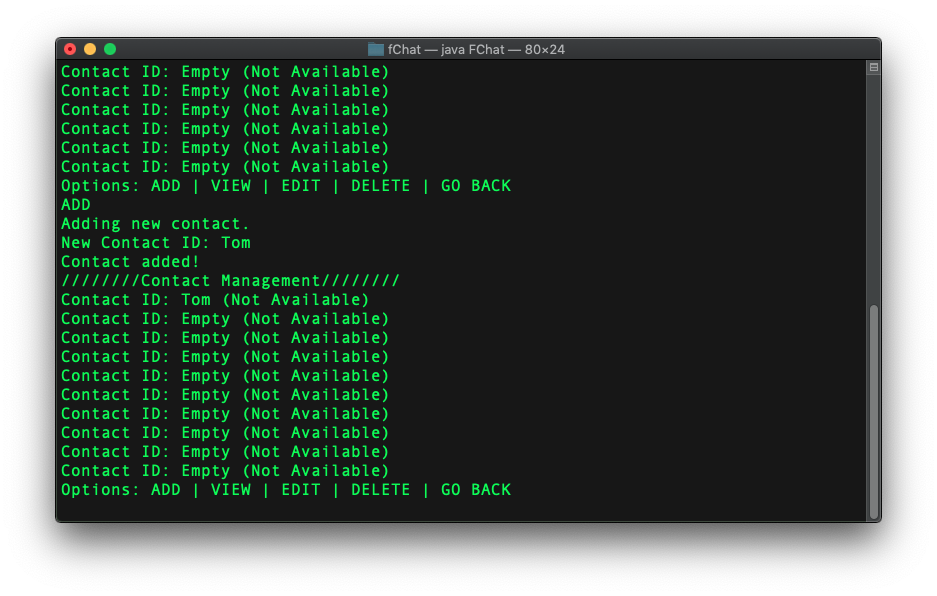 fChat — java FChat — 80×24
Contact ID: Empty (Not Available)
Contact ID: Empty (Not Available)
Contact ID: Empty (Not Available)
Contact ID: Empty (Not Available)
Contact ID: Empty (Not Available)
Contact ID: Empty (Not Available)
Options: ADD | VIEW | EDIT | DELETE | GO BACK
ADD
Adding new contact.
New Contact ID: Tom
Contact added!
////////Contact Management////////
Contact ID: Tom (Not Available)
Contact ID: Empty (Not Available)
Contact ID: Empty (Not Available)
Contact ID: Empty (Not Available)
Contact ID: Empty (Not Available)
Contact ID: Empty (Not Available)
Contact ID: Empty (Not Available)
Contact ID: Empty (Not Available)
Contact ID: Empty (Not Available)
Contact ID: Empty (Not Available)
Options: ADD | VIEW | EDIT | DELETE | GO BACK